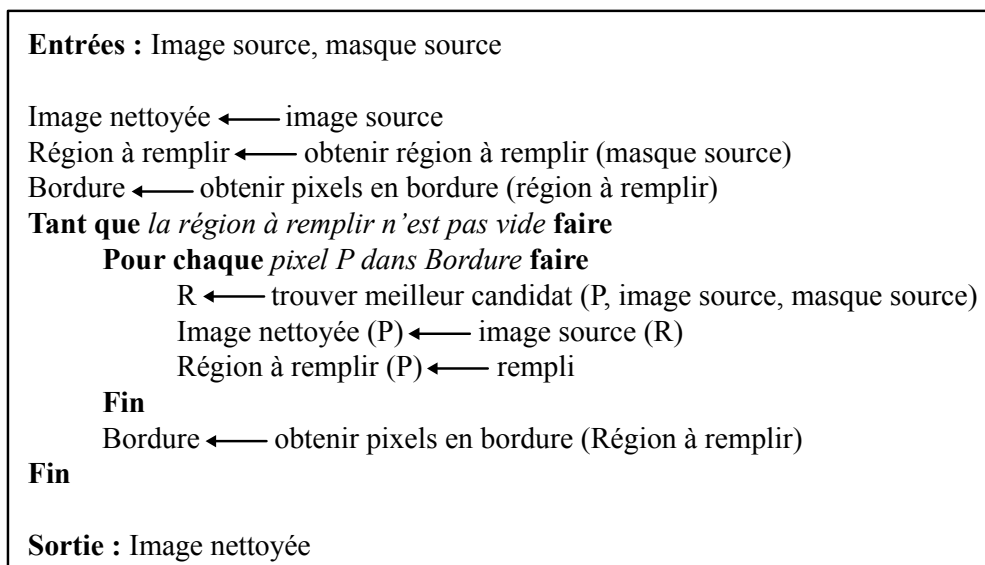 Entrées : Image source, masque source
Image nettoyée ← image source
Région à remplir ← obtenir région à remplir (masque source)
Bordure ← obtenir pixels en bordure (région à remplir)
Tant que la région à remplir n’est pas vide faire
Pour chaque pixel P dans Bordure faire
R ← trouver meilleur candidat (P, image source, masque source)
Image nettoyée (P) ← image source (R)
Région à remplir (P) ← rempli
Fin
Bordure ← obtenir pixels en bordure (Région à remplir)
Fin
Sortie : Image nettoyée